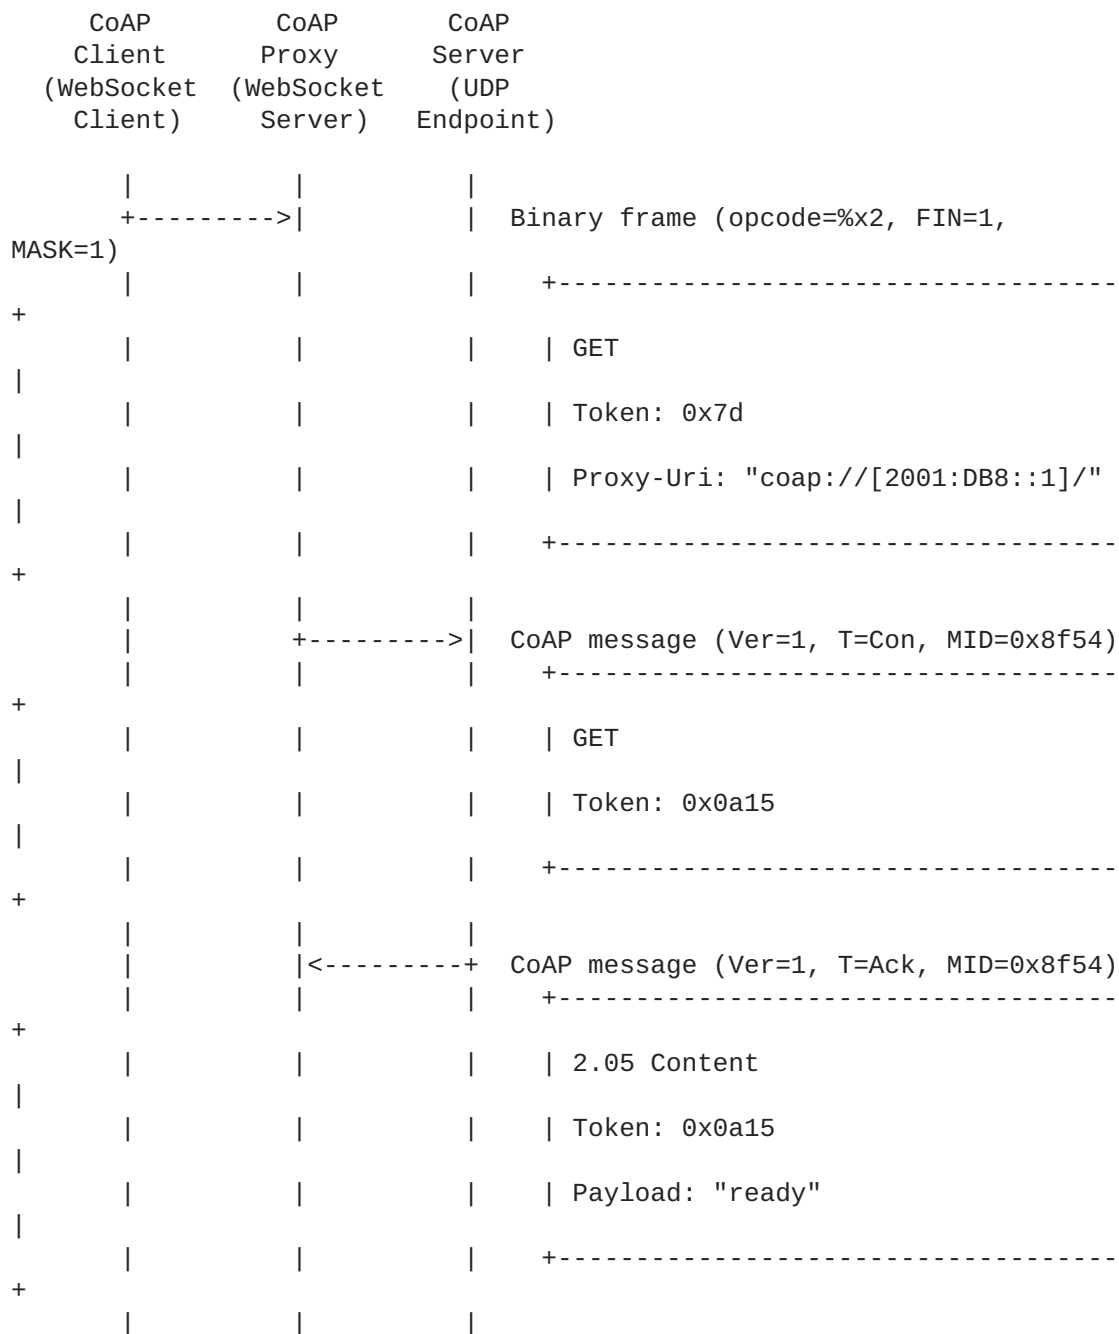 CoAP        CoAP       CoAP
    Client      Proxy      Server
  (WebSocket  (WebSocket    (UDP
    Client)     Server)   Endpoint)

       |          |          |
       +--------->|          |  Binary frame (opcode=%x2, FIN=1,
MASK=1)
       |          |          |    +------------------------------------
+
       |          |          |    | GET
|
       |          |          |    | Token: 0x7d
|
       |          |          |    | Proxy-Uri: "coap://[2001:DB8::1]/"
|
       |          |          |    +------------------------------------
+
       |          |          |
       |          +--------->|  CoAP message (Ver=1, T=Con, MID=0x8f54)
       |          |          |    +------------------------------------
+
       |          |          |    | GET
|
       |          |          |    | Token: 0x0a15
|
       |          |          |    +------------------------------------
+
       |          |          |
       |          |<---------+  CoAP message (Ver=1, T=Ack, MID=0x8f54)
       |          |          |    +------------------------------------
+
       |          |          |    | 2.05 Content
|
       |          |          |    | Token: 0x0a15
|
       |          |          |    | Payload: "ready"
|
       |          |          |    +------------------------------------
+
       |          |          |